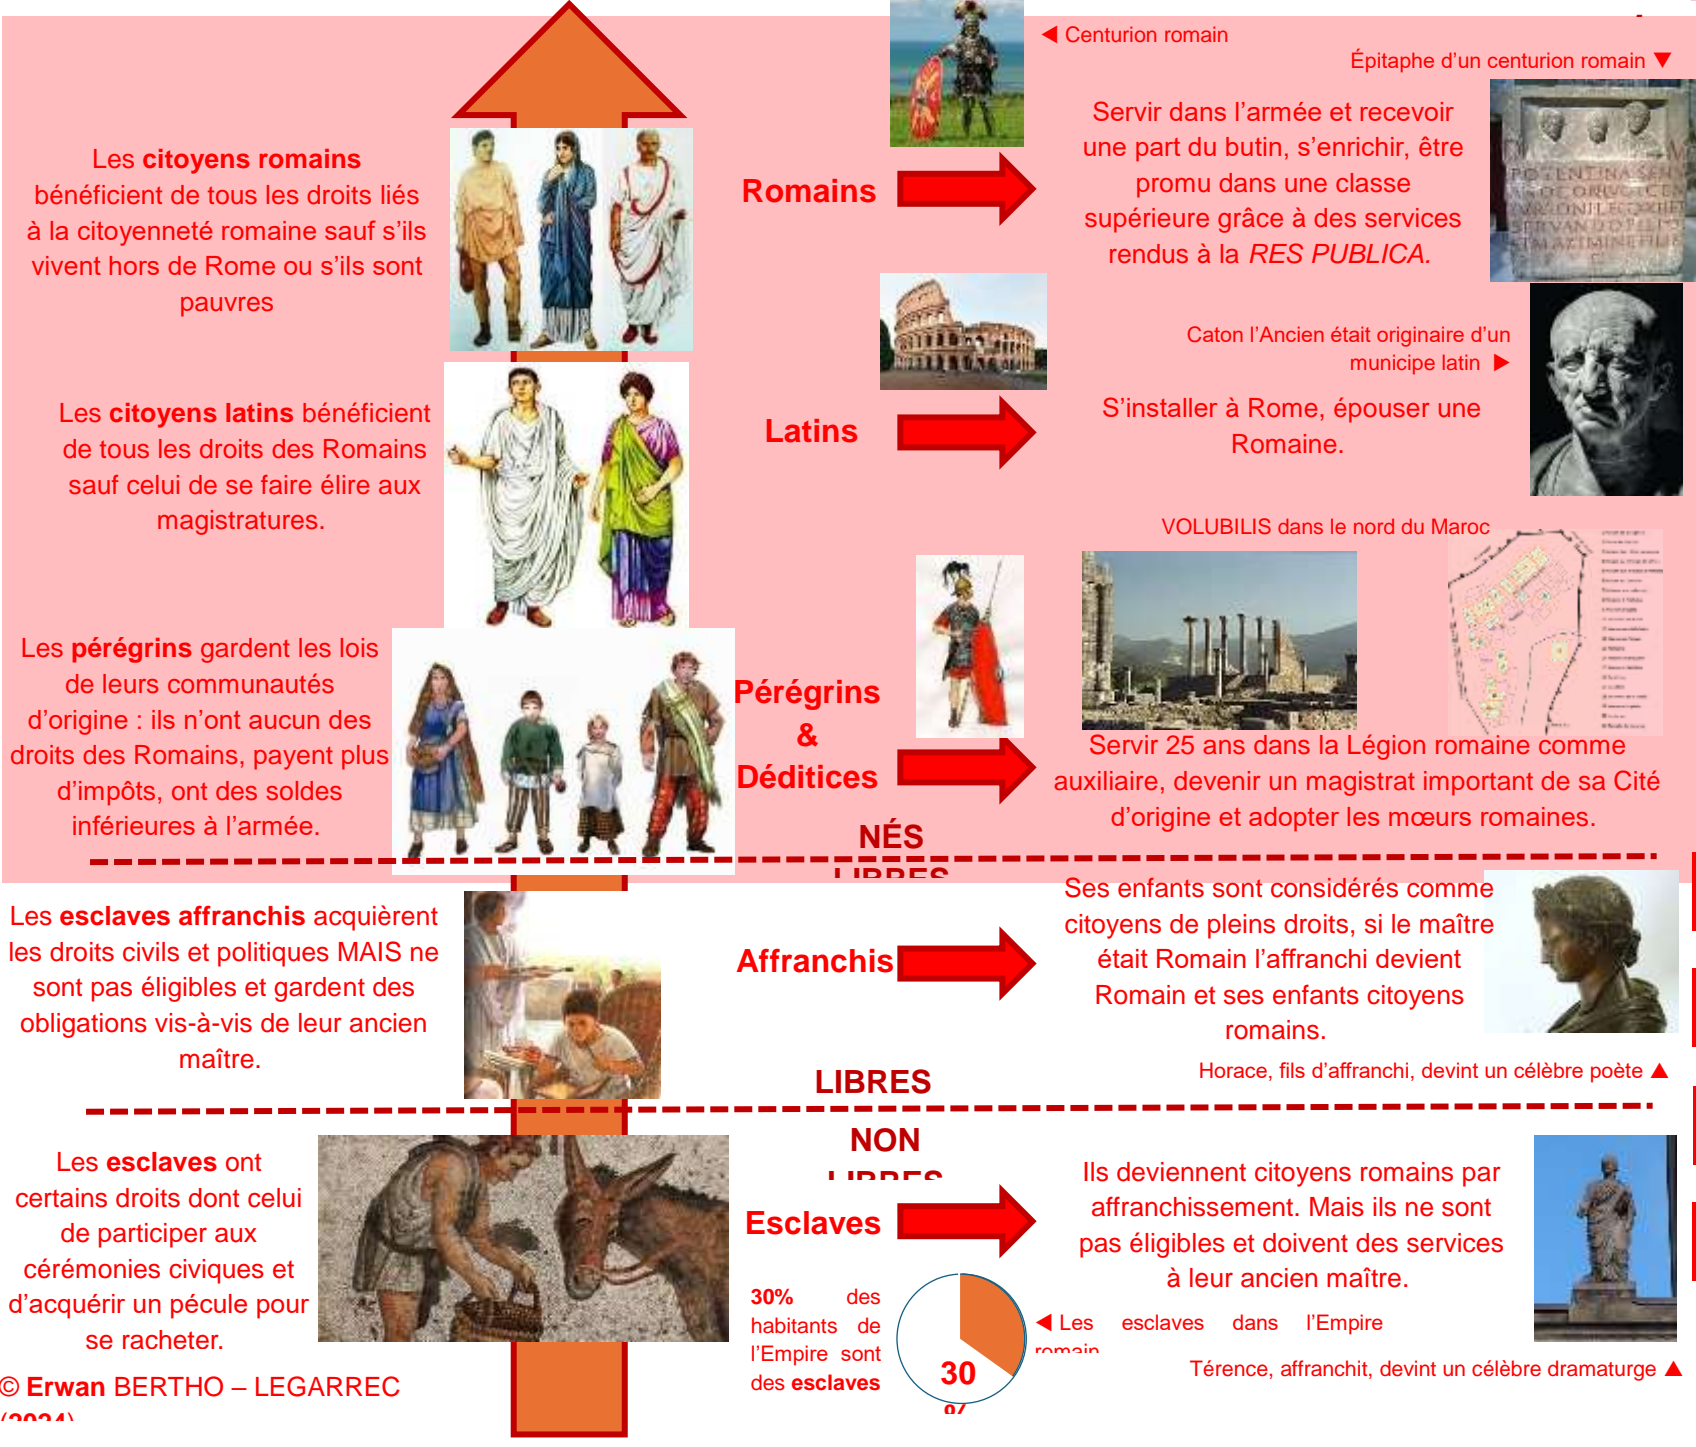 ◀ Centurion romain
Épitaphe d’un centurion romain ▼
Les citoyens romains
bénéficient de tous les droits liés
à la citoyenneté romaine sauf s’ils
vivent hors de Rome ou s’ils sont
pauvres
Romains
Servir dans l’armée et recevoir
une part du butin, s’enrichir, être
promu dans une classe
supérieure grâce à des services
rendus à la RES PUBLICA.
Caton l’Ancien était originaire d’un
municipe latin ▶
Les citoyens latins bénéficient
de tous les droits des Romains
sauf celui de se faire élire aux
magistratures.
Latins
S’installer à Rome, épouser une
Romaine.
VOLUBILIS dans le nord du Maroc
Les pérégrins gardent les lois
de leurs communautés
d’origine : ils n’ont aucun des
droits des Romains, payent plus
d’impôts, ont des soldes
inférieures à l’armée.
Pérégrins
&
Déditices
Servir 25 ans dans la Légion romaine comme
auxiliaire, devenir un magistrat important de sa Cité
d’origine et adopter les mœurs romaines.
NÉS
LIBRES
Les esclaves affranchis acquièrent
les droits civils et politiques MAIS ne
sont pas éligibles et gardent des
obligations vis-à-vis de leur ancien
maître.
Affranchis
Ses enfants sont considérés comme
citoyens de pleins droits, si le maître
était Romain l’affranchi devient
Romain et ses enfants citoyens
romains.
Horace, fils d’affranchi, devint un célèbre poète ▲
LIBRES
NON
LIBRES
Les esclaves ont
certains droits dont celui
de participer aux
cérémonies civiques et
d’acquérir un pécule pour
se racheter.
Esclaves
Ils deviennent citoyens romains par
affranchissement. Mais ils ne sont
pas éligibles et doivent des services
à leur ancien maître.
30% des
habitants de
l’Empire sont
des esclaves
30
%
◀ Les esclaves dans l’Empire
romain
Térence, affranchit, devint un célèbre dramaturge ▲
© Erwan BERTHO – LEGARREC
(2024)